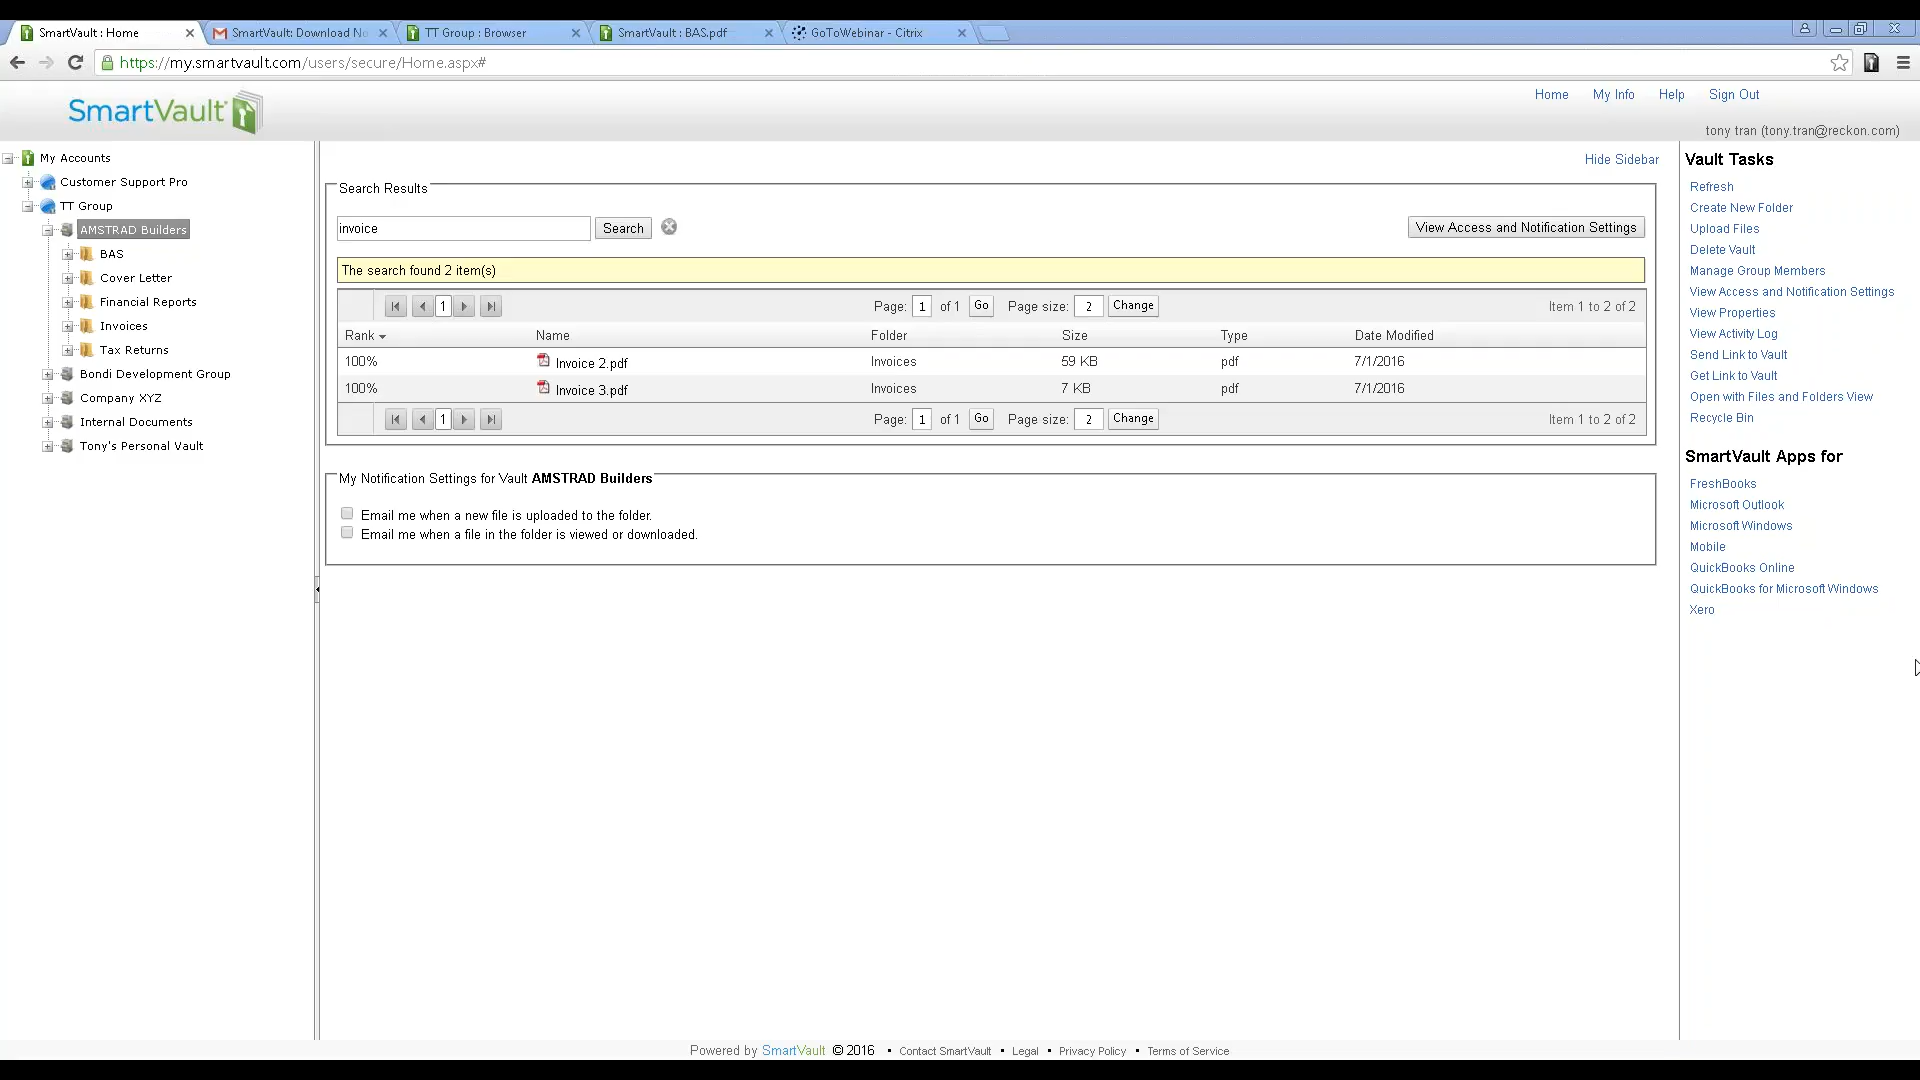 SmartVault : Home
SmartVault: Download No
TT Group : Browser
SmartVault : BAS.pdf
GoToWebinar - Citrix
https://my.smartvault.com/users/secure/Home.aspx#
SmartVault
Home My Info Help Sign Out
tony tran (tony.tran@reckon.com)
My Accounts
Customer Support Pro
TT Group
AMSTRAD Builders
BAS
Cover Letter
Financial Reports
Invoices
Tax Returns
Bondi Development Group
Company XYZ
Internal Documents
Tony's Personal Vault
Hide Sidebar
Search Results
invoice Search View Access and Notification Settings
The search found 2 item(s)
1 Page: 1 of 1 Go Page size: 2 Change Item 1 to 2 of 2
Rank Name Folder Size Type Date Modified
100% Invoice 2.pdf Invoices 59 KB pdf 7/1/2016
100% Invoice 3.pdf Invoices 7 KB pdf 7/1/2016
1 Page: 1 of 1 Go Page size: 2 Change Item 1 to 2 of 2
My Notification Settings for Vault AMSTRAD Builders
Email me when a new file is uploaded to the folder.
Email me when a file in the folder is viewed or downloaded.
Vault Tasks
Refresh
Create New Folder
Upload Files
Delete Vault
Manage Group Members
View Access and Notification Settings
View Properties
View Activity Log
Send Link to Vault
Get Link to Vault
Open with Files and Folders View
Recycle Bin
SmartVault Apps for
FreshBooks
Microsoft Outlook
Microsoft Windows
Mobile
QuickBooks Online
QuickBooks for Microsoft Windows
Xero
Powered by SmartVault © 2016 • Contact SmartVault • Legal • Privacy Policy • Terms of Service